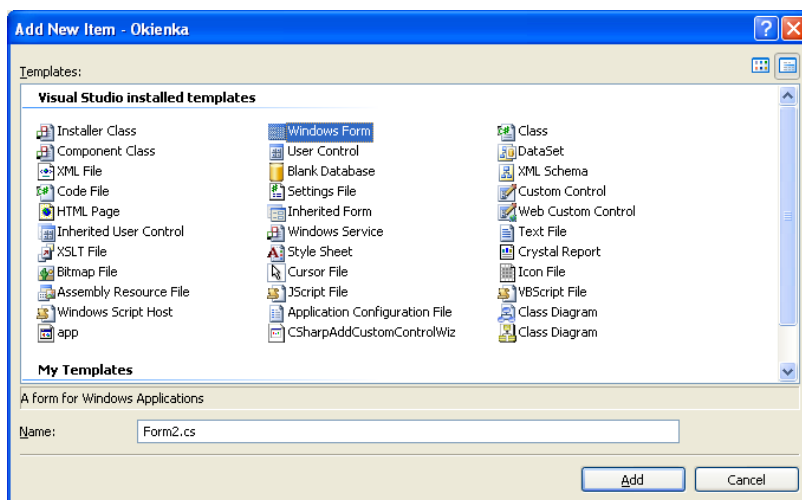 Add New Item - Okienka
Templates:
Visual Studio installed templates
Installer Class Windows Form Class
Component Class User Control DataSet
XML File Blank Database XML Schema
Code File Settings File Custom Control
HTML Page Inherited Form Web Custom Control
Inherited User Control Windows Service Text File
XSLT File Style Sheet Crystal Report
Bitmap File Cursor File Icon File
Assembly Resource File JScript File VBScript File
Windows Script Host Application Configuration File Class Diagram
app CSharpAddCustomControlWiz Class Diagram
My Templates
A form for Windows Applications
Name: Form2.cs
Add Cancel